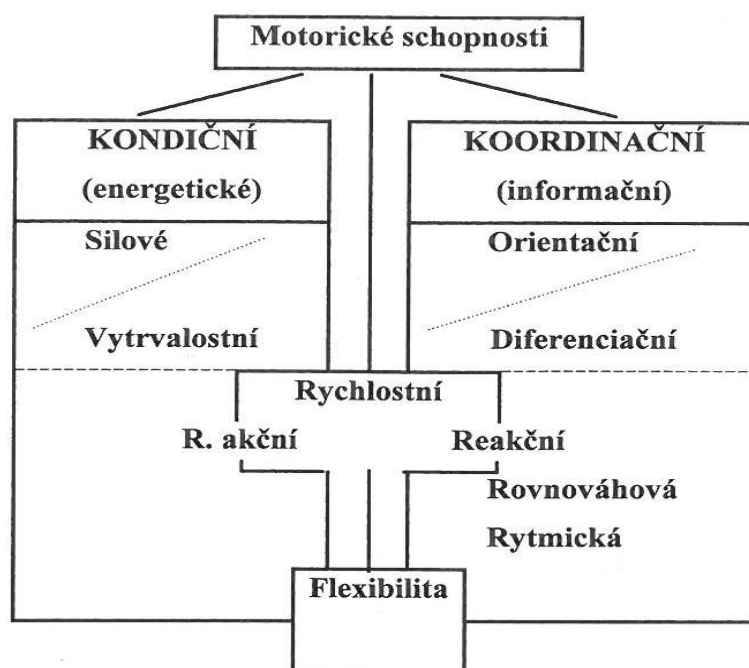 Motorické schopnosti
KONDIČNÍ
(energetické)
KOORDINAČNÍ
(informační)
Silové
Orientační
Vytrvalostní
Diferenciační
Rychlostní
R. akční
Reakční
Rovnováhová
Rytmická
Flexibilita